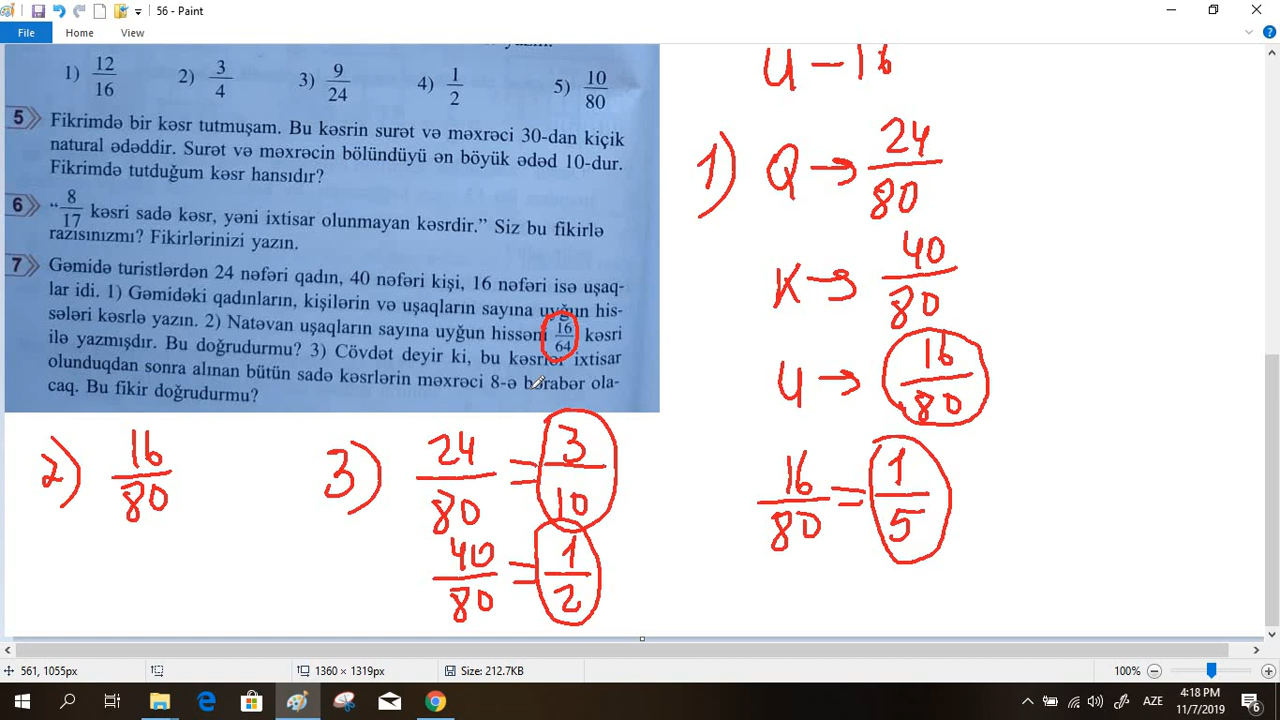 56 - Paint
File Home View
1) 12/16 2) 3/4 3) 9/24 4) 1/2 5) 10/80
5 Fikrimdə bir kəsr tutmuşam. Bu kəsrin surət və məxrəci 30-dan kiçik
natural ədəddir. Surət və məxrəcin bölündüyü ən böyük ədəd 10-dur.
Fikrimdə tutduğum kəsr hansıdır?
6 "8/17 kəsri sadə kəsr, yəni ixtisar olunmayan kəsrdir." Siz bu fikirlə
razısınızmı? Fikirlərinizi yazın.
7 Gəmidə turistlərdən 24 nəfəri qadın, 40 nəfəri kişi, 16 nəfəri isə uşaq-
lar idi. 1) Gəmidəki qadınların, kişilərin və uşaqların sayına uyğun his-
sələri kəsrlə yazın. 2) Natəvan uşaqların sayına uyğun hissəni 16/64 kəsri
ilə yazmışdır. Bu doğrudurmu? 3) Cövdət deyir ki, bu kəsrlər ixtisar
olunduqdan sonra alınan bütün sadə kəsrlərin məxrəci 8-ə bərabər ola-
caq. Bu fikir doğrudurmu?
U – 16
1) Q → 24/80
K → 40/80
U → 16/80
16/80 = 1/5
2) 16/80
3) 24/80 = 3/10
40/80 = 1/2
561, 1055px 1360 × 1319px Size: 212.7KB 100%
AZE 4:18 PM
11/7/2019 6